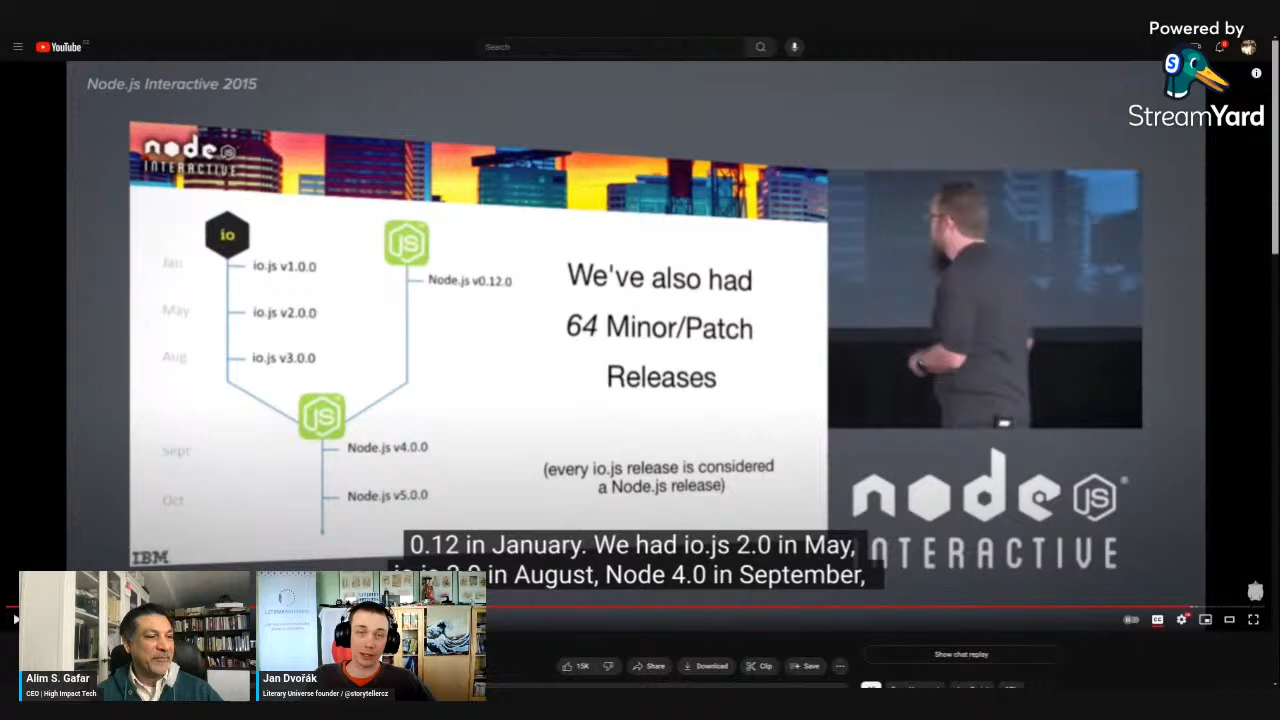 Powered by
StreamYard
YouTube
Search
Node.js Interactive 2015
node JS
INTERACTIVE
io
JS
Jan
io.js v1.0.0
Node.js v0.12.0
May
io.js v2.0.0
Aug
io.js v3.0.0
JS
Sept
Node.js v4.0.0
Oct
Node.js v5.0.0
We've also had
64 Minor/Patch
Releases
(every io.js release is considered
a Node.js release)
IBM
node JS
INTERACTIVE
0.12 in January. We had io.js 2.0 in May,
in August, Node 4.0 in September,
Alim S. Gafar
CEO | High Impact Tech
Jan Dvořák
Literary Universe founder / @storytellercz
15K
Share
Download
Clip
Save
Show chat replay